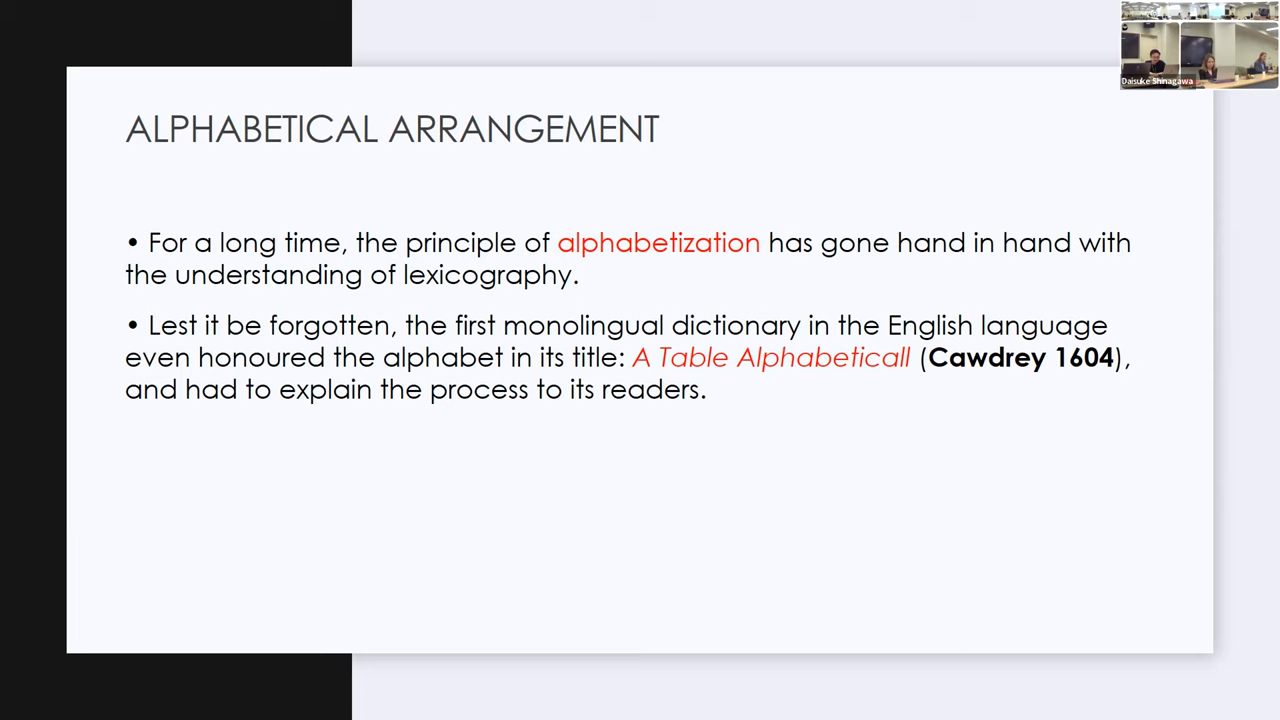 Daisuke Shinagawa
ALPHABETICAL ARRANGEMENT
• For a long time, the principle of alphabetization has gone hand in hand with
the understanding of lexicography.
• Lest it be forgotten, the first monolingual dictionary in the English language
even honoured the alphabet in its title: A Table Alphabeticall (Cawdrey 1604),
and had to explain the process to its readers.